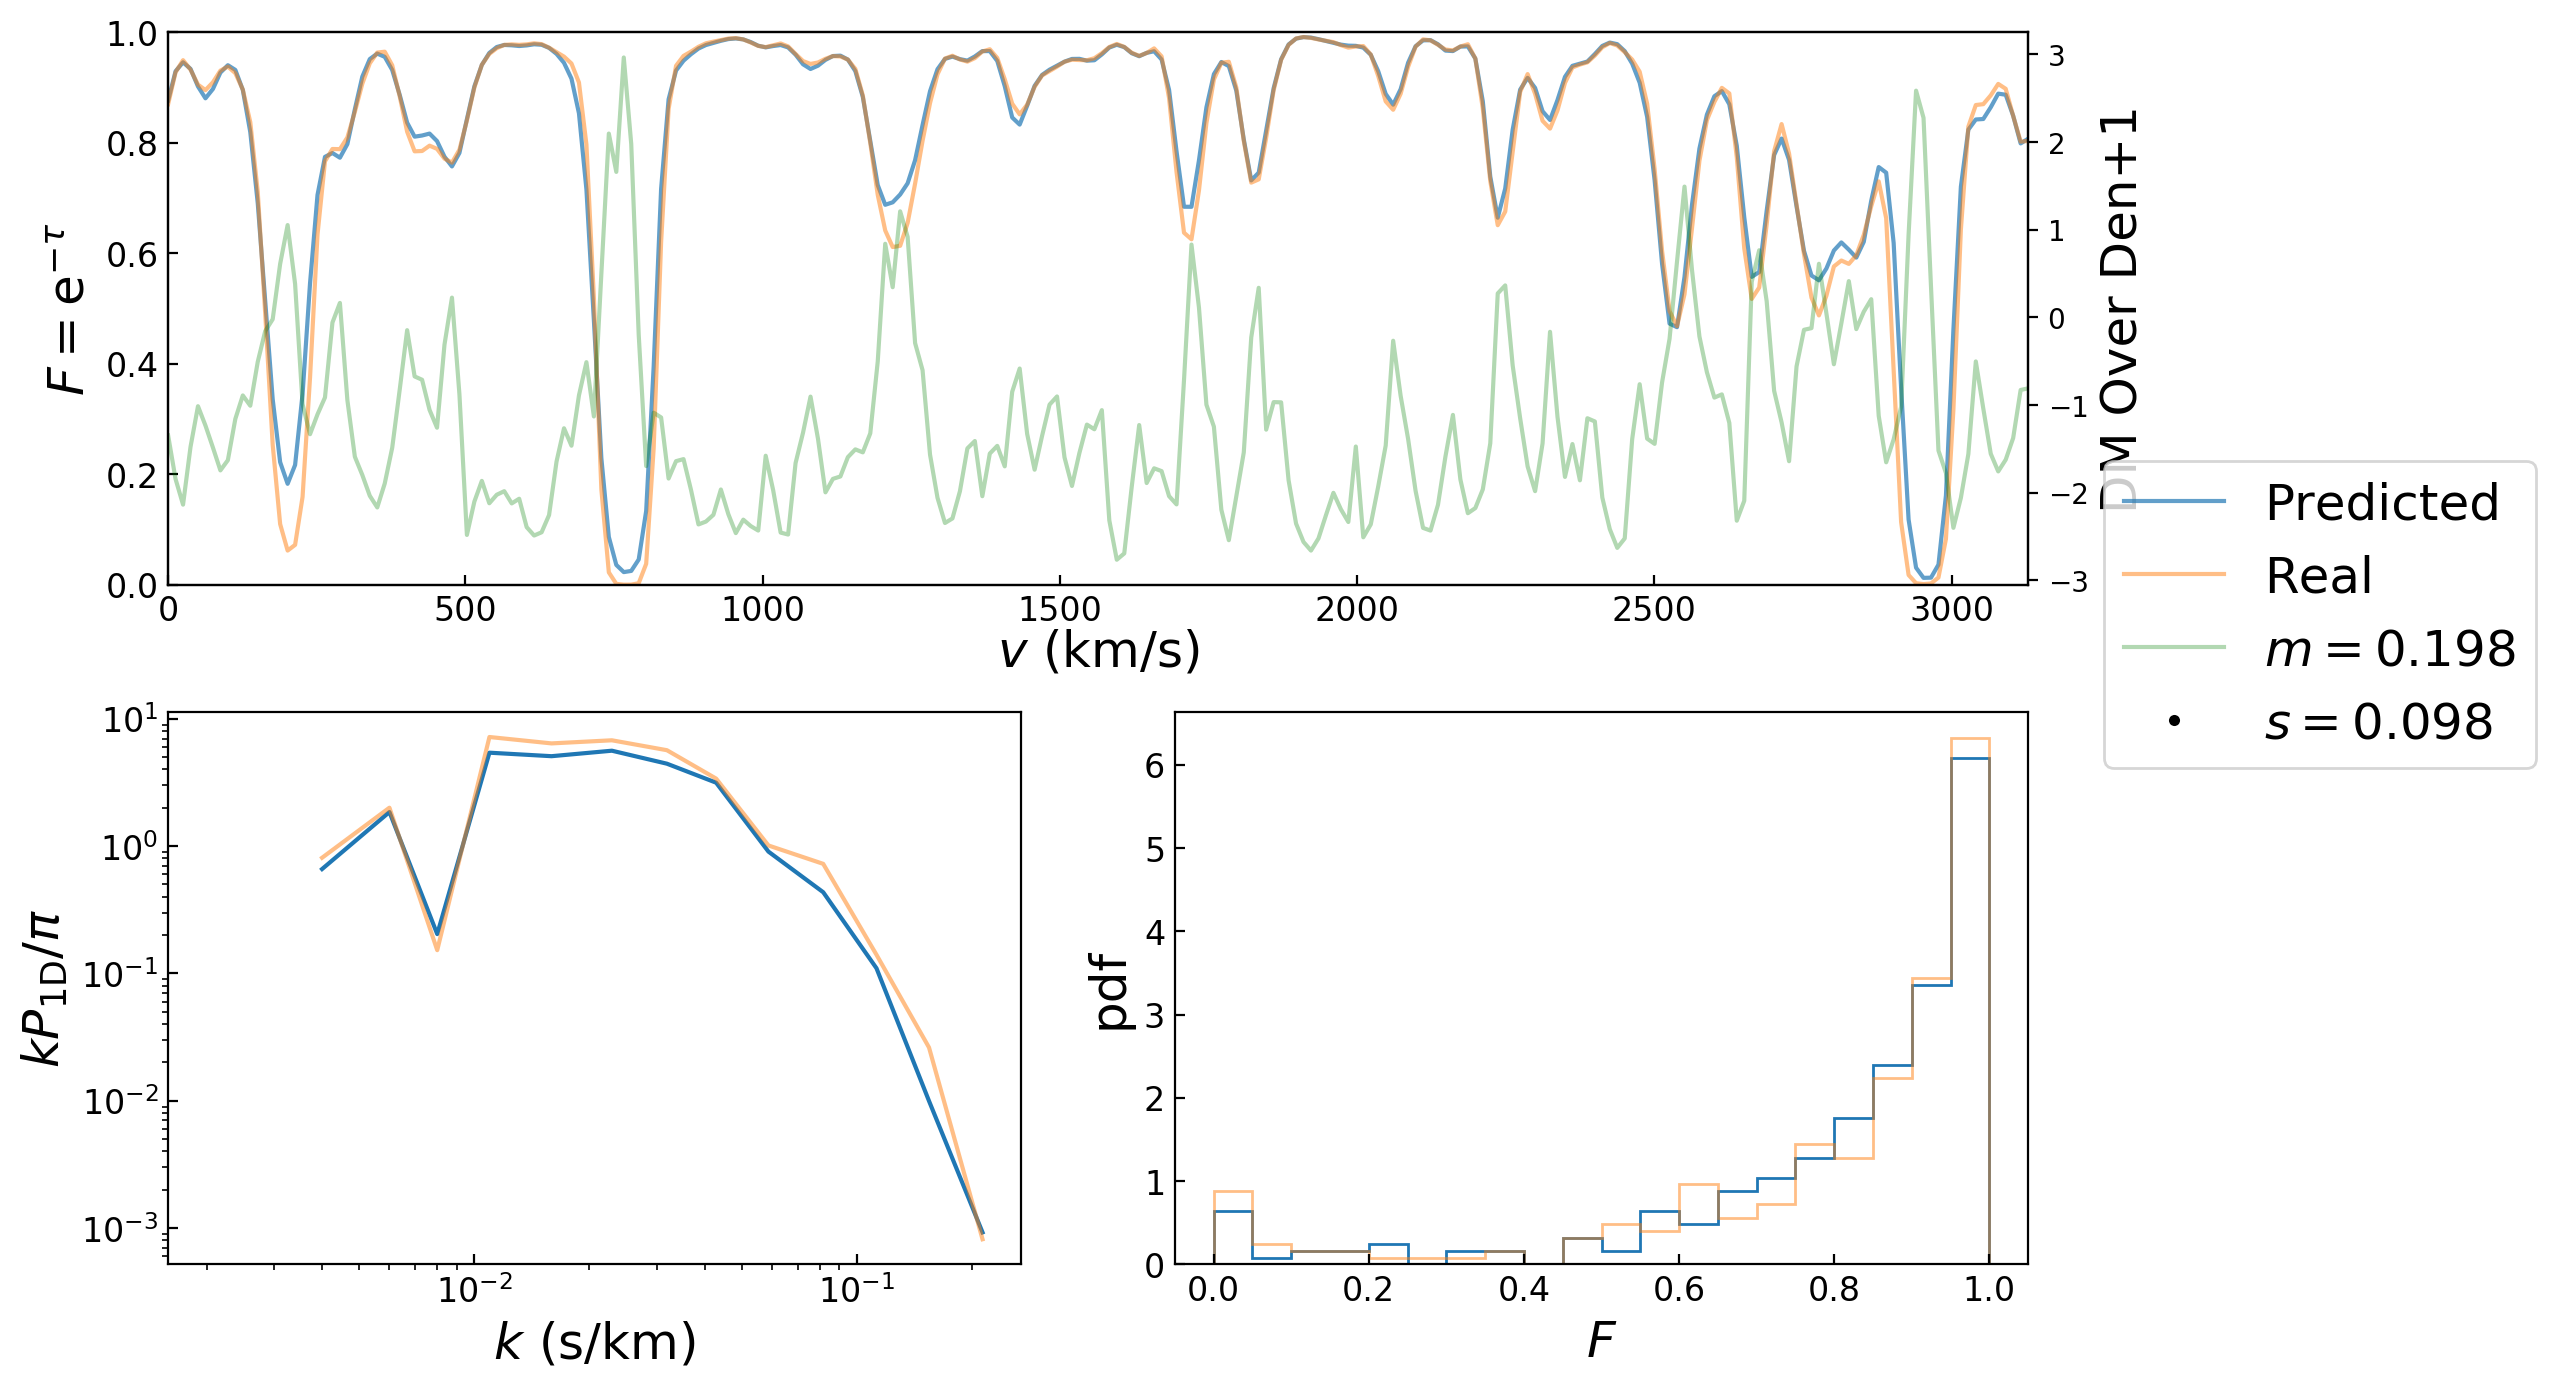 1.0
0.8
0.6
0.4
0.2
0.0
F = e^{−τ}
3
2
1
0
−1
−2
−3
DM Over Den+1
0 500 1000 1500 2000 2500 3000
v (km/s)
Predicted
Real
m = 0.198
s = 0.098
10^1
10^0
10^{−1}
10^{−2}
10^{−3}
kP_{1D}/π
10^{−2} 10^{−1}
k (s/km)
6
5
4
3
2
1
0
pdf
0.0 0.2 0.4 0.6 0.8 1.0
F